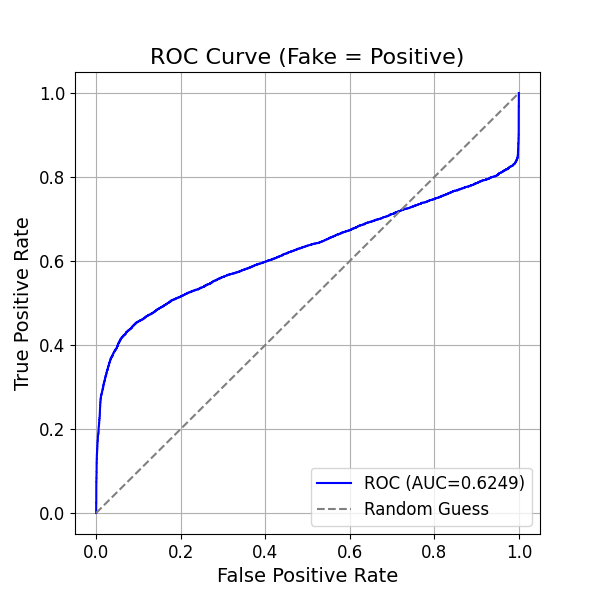 ROC Curve (Fake = Positive)
True Positive Rate
1.0
0.8
0.6
0.4
0.2
0.0
ROC (AUC=0.6249)
Random Guess
0.0 0.2 0.4 0.6 0.8 1.0
False Positive Rate